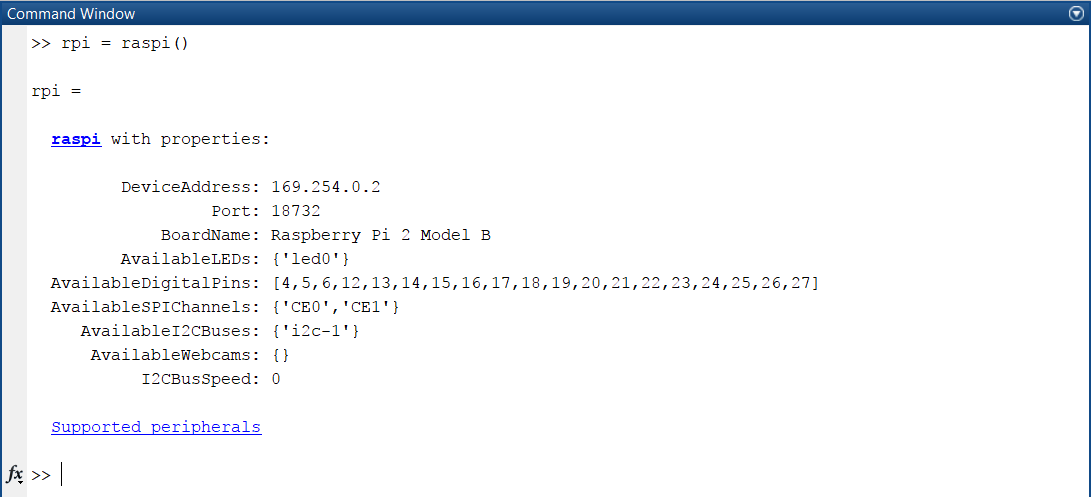 Command Window
>> rpi = raspi()
rpi =
raspi with properties:
DeviceAddress: 169.254.0.2
Port: 18732
BoardName: Raspberry Pi 2 Model B
AvailableLEDs: {'led0'}
AvailableDigitalPins: [4,5,6,12,13,14,15,16,17,18,19,20,21,22,23,24,25,26,27]
AvailableSPIChannels: {'CE0','CE1'}
AvailableI2CBuses: {'i2c-1'}
AvailableWebcams: {}
I2CBusSpeed: 0
Supported peripherals
fx >>